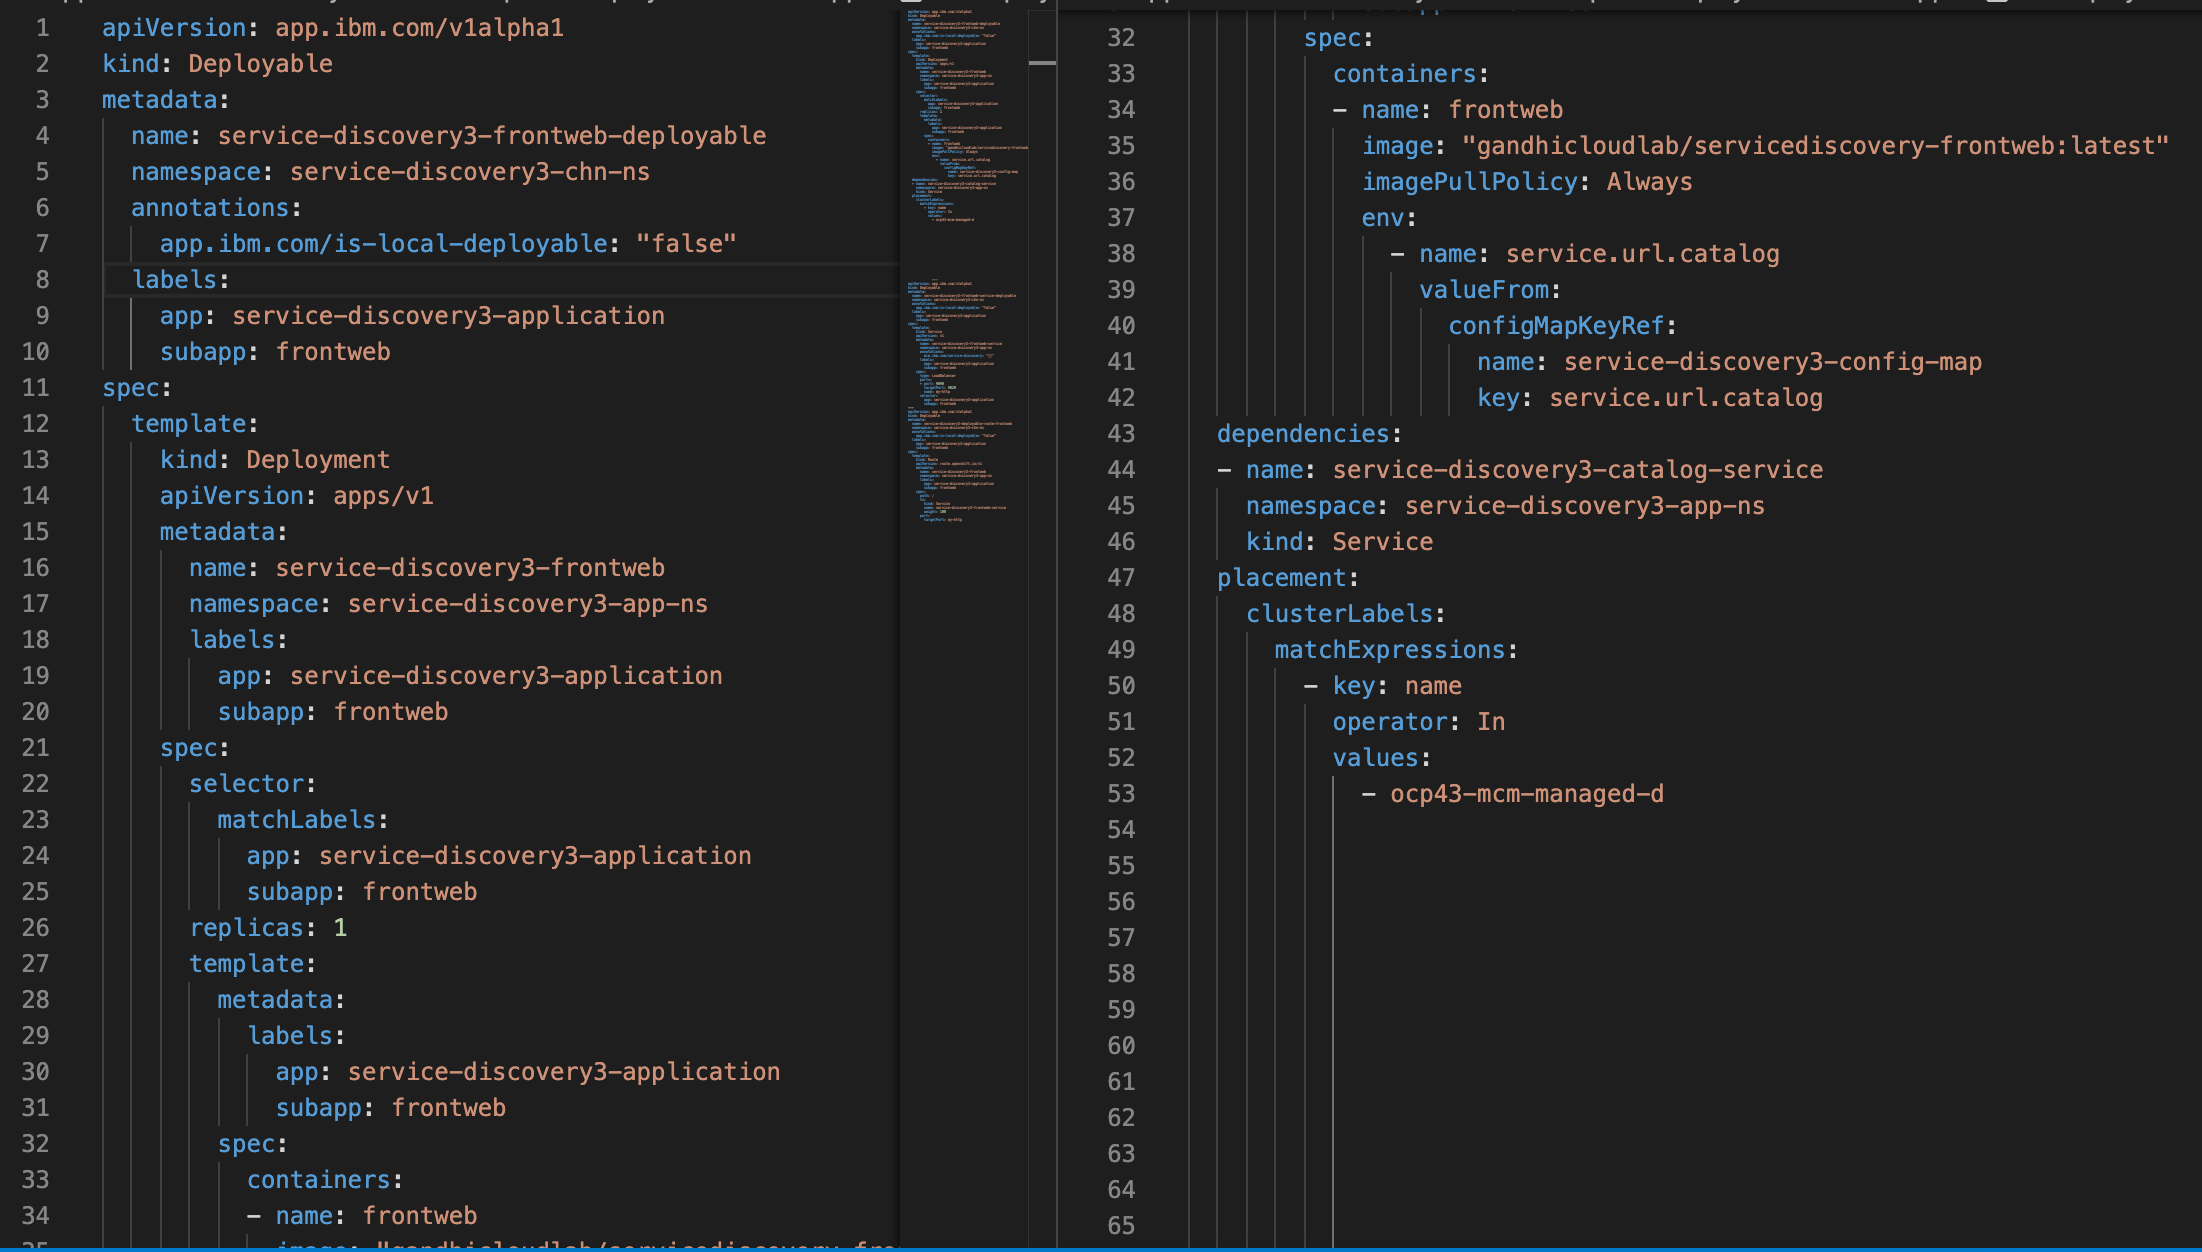 1 apiVersion: app.ibm.com/v1alpha1
2 kind: Deployable
3 metadata:
4 name: service-discovery3-frontweb-deployable
5 namespace: service-discovery3-chn-ns
6 annotations:
7 app.ibm.com/is-local-deployable: "false"
8 labels:
9 app: service-discovery3-application
10 subapp: frontweb
11 spec:
12 template:
13 kind: Deployment
14 apiVersion: apps/v1
15 metadata:
16 name: service-discovery3-frontweb
17 namespace: service-discovery3-app-ns
18 labels:
19 app: service-discovery3-application
20 subapp: frontweb
21 spec:
22 selector:
23 matchLabels:
24 app: service-discovery3-application
25 subapp: frontweb
26 replicas: 1
27 template:
28 metadata:
29 labels:
30 app: service-discovery3-application
31 subapp: frontweb
32 spec:
33 containers:
34 - name: frontweb
32 spec:
33 containers:
34 - name: frontweb
35 image: "gandhicloudlab/servicediscovery-frontweb:latest"
36 imagePullPolicy: Always
37 env:
38 - name: service.url.catalog
39 valueFrom:
40 configMapKeyRef:
41 name: service-discovery3-config-map
42 key: service.url.catalog
43 dependencies:
44 - name: service-discovery3-catalog-service
45 namespace: service-discovery3-app-ns
46 kind: Service
47 placement:
48 clusterLabels:
49 matchExpressions:
50 - key: name
51 operator: In
52 values:
53 - ocp43-mcm-managed-d
54
55
56
57
58
59
60
61
62
63
64
65